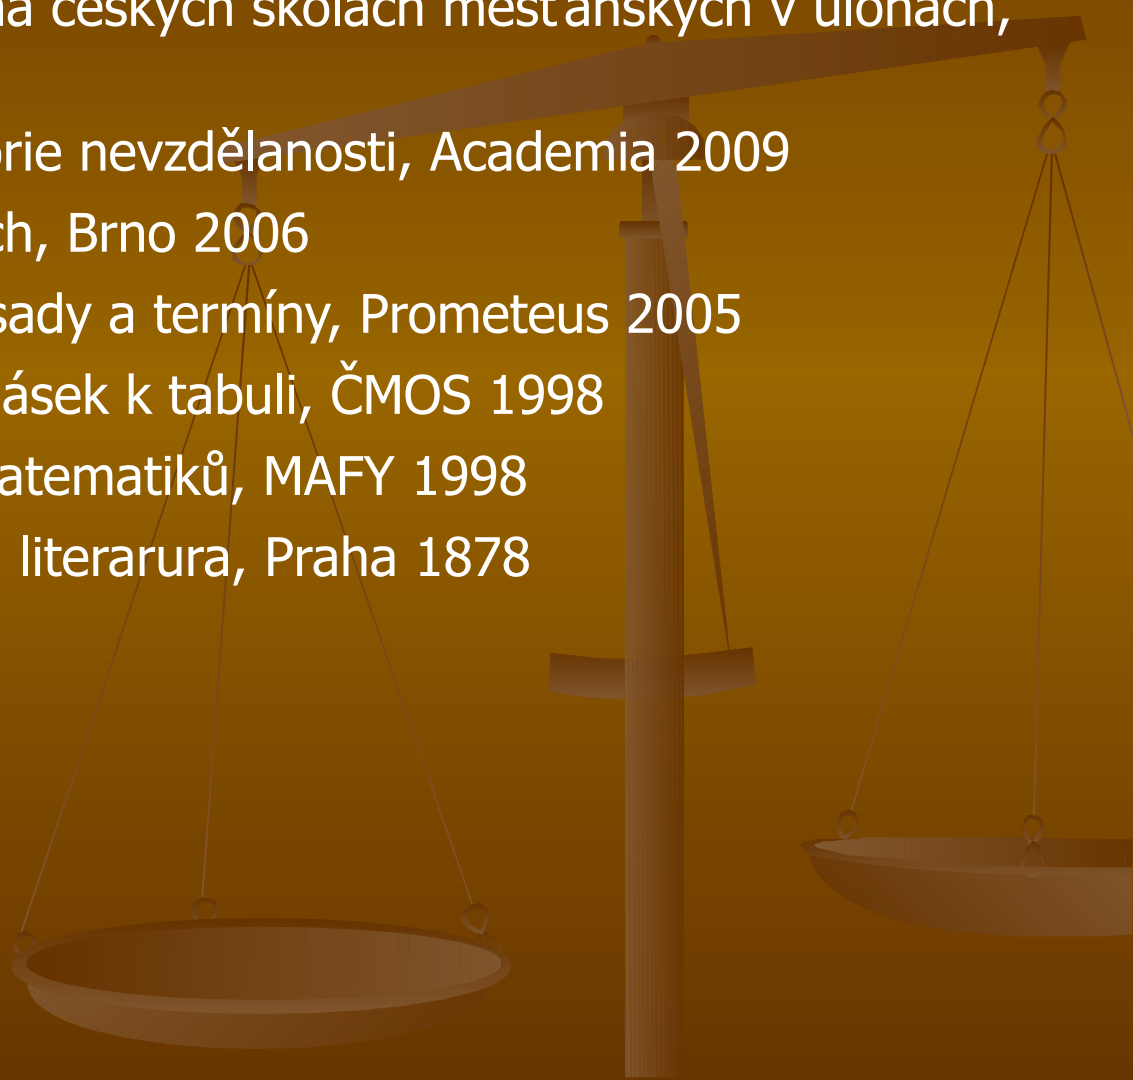 na českých školách měšťanských v úlohách,
orie nevzdělanosti, Academia 2009
ch, Brno 2006
sady a termíny, Prometeus 2005
ásek k tabuli, ČMOS 1998
atematiků, MAFY 1998
literarura, Praha 1878